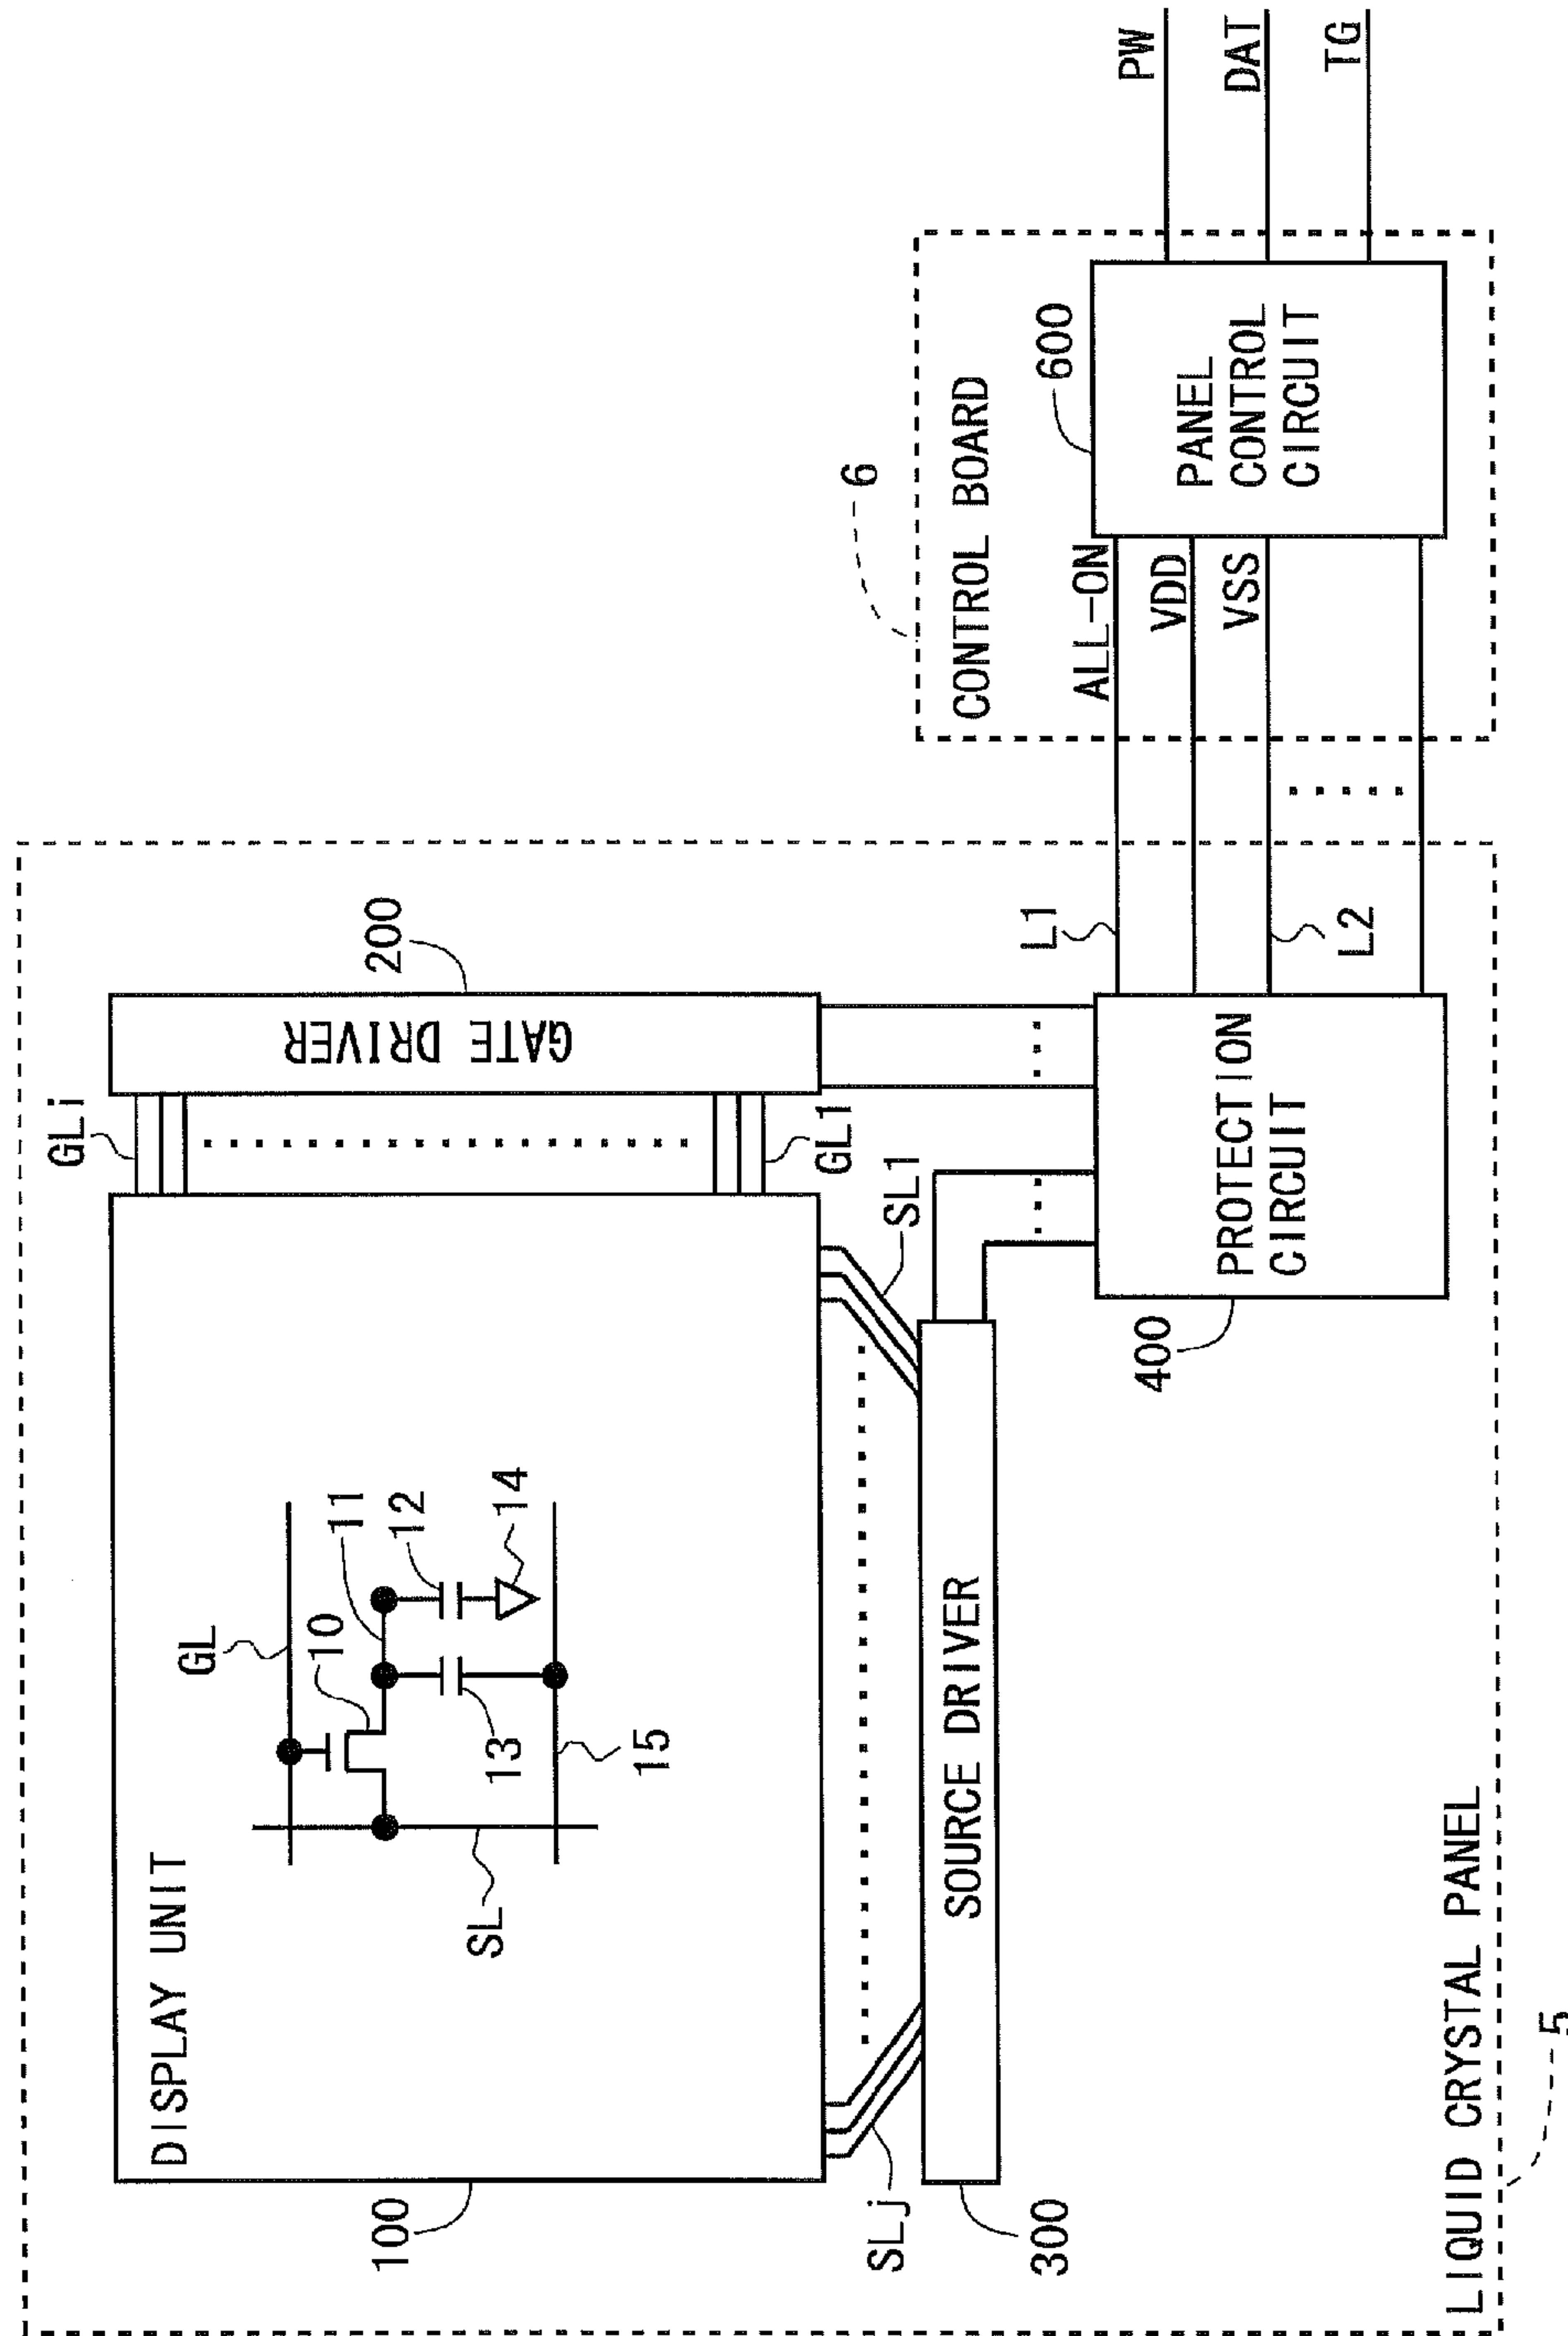 LIQUID CRYSTAL PANEL
5
DISPLAY UNIT
100
GL
10
11
12
13
14
15
SL
GLi
GL1
GATE DRIVER
200
SLj
SL1
SOURCE DRIVER
300
PROTECTION
CIRCUIT
400
L1
L2
6
CONTROL BOARD
ALL-ON
VDD
VSS
600
PANEL
CONTROL
CIRCUIT
PW
DAT
TG